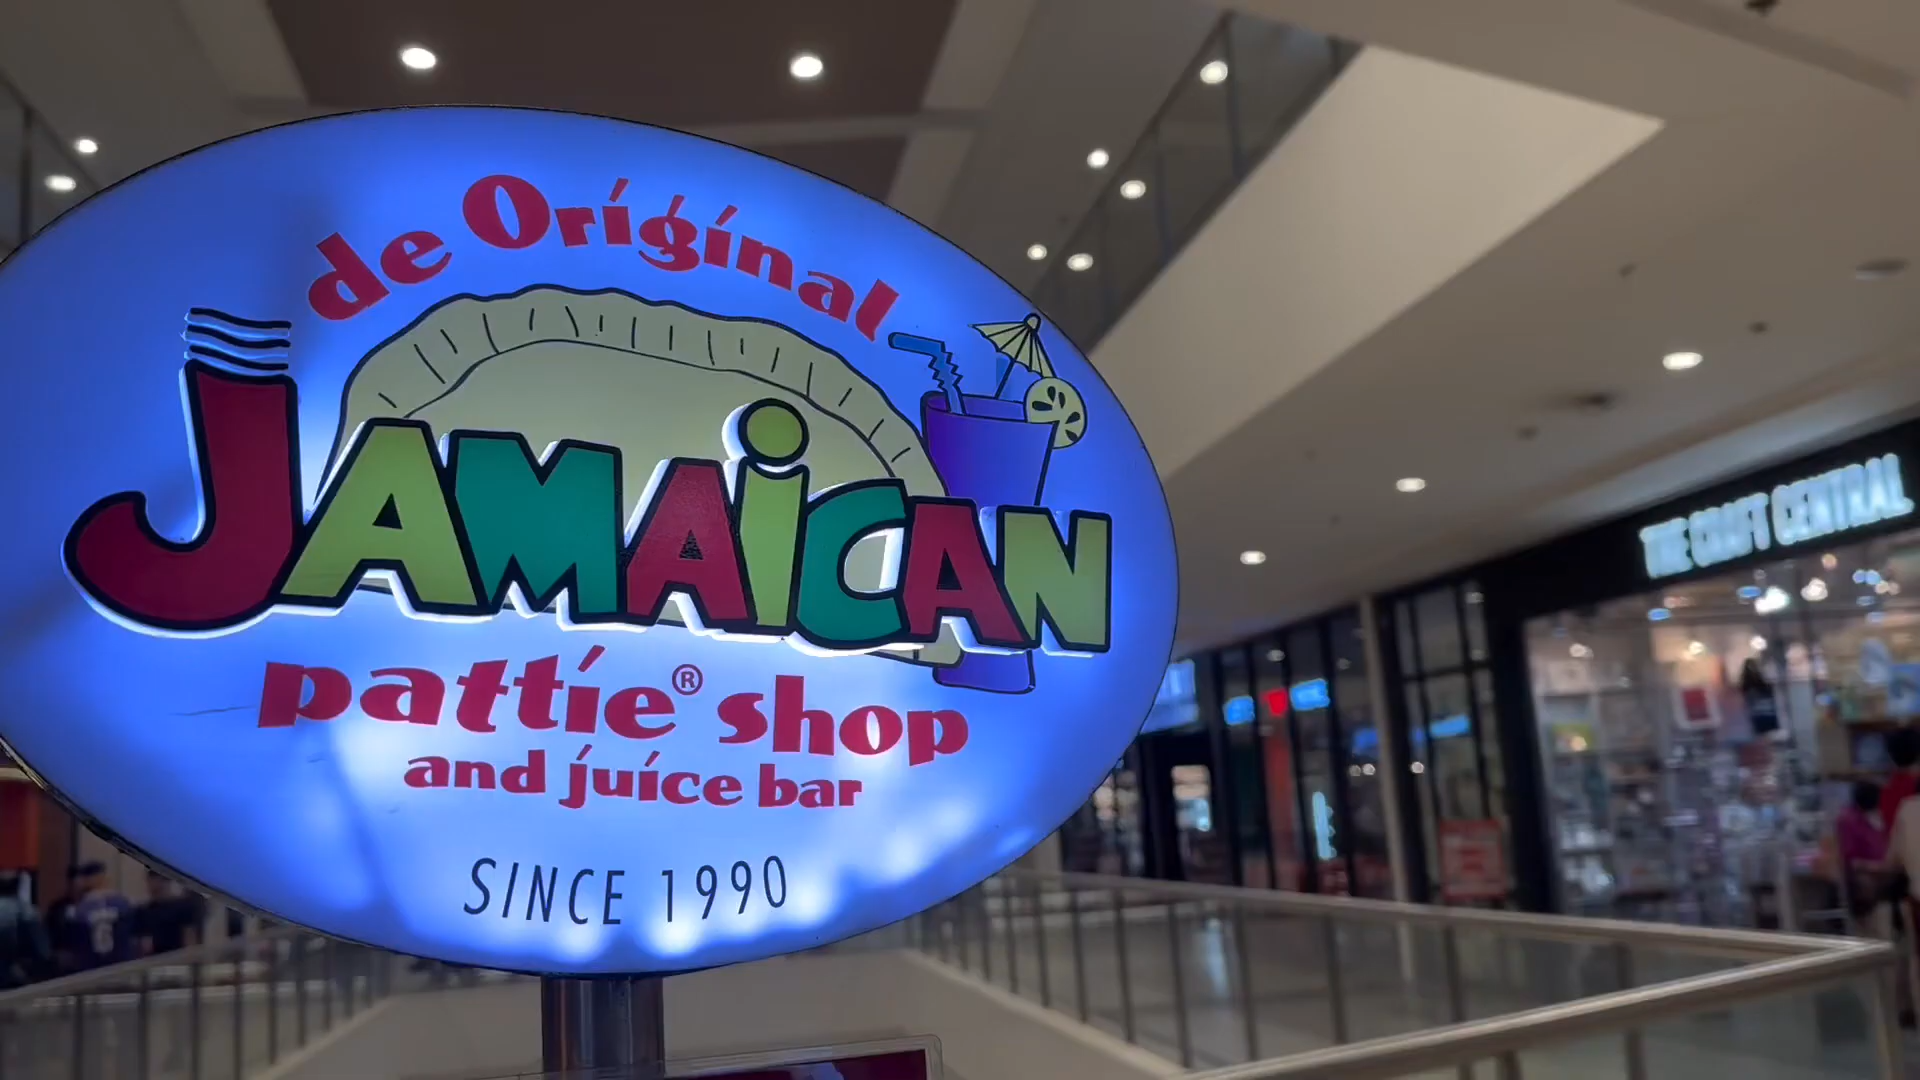 de Original
JAMAiCAN
pattie® shop
and juice bar
SINCE 1990
THE CRAFT CENTRAL